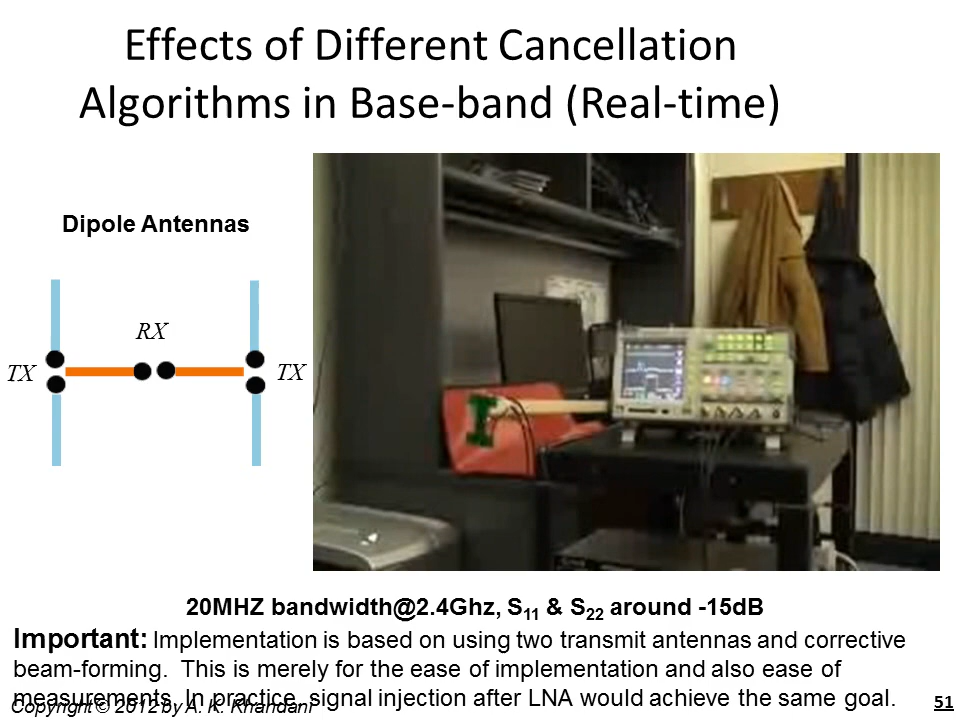 Effects of Different Cancellation
Algorithms in Base-band (Real-time)
Dipole Antennas
RX
TX
TX
20MHZ bandwidth@2.4Ghz, S11 & S22 around -15dB
Important: Implementation is based on using two transmit antennas and corrective
beam-forming. This is merely for the ease of implementation and also ease of
measurements. In practice, signal injection after LNA would achieve the same goal.
Copyright © 2012 by A. K. Khandani
51